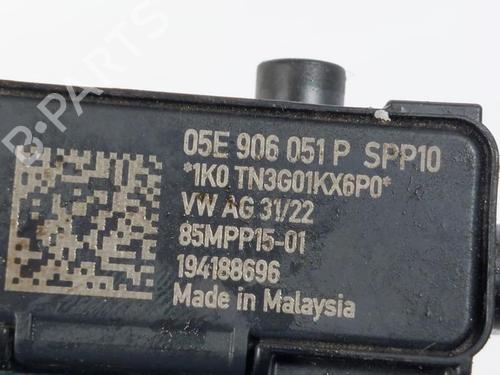 05E 906 051 P SPP10
*1K0 TN3G01KX6P0*
VW AG 31/22
85MPP15-01
194188696
Made in Malaysia
B-PARTS